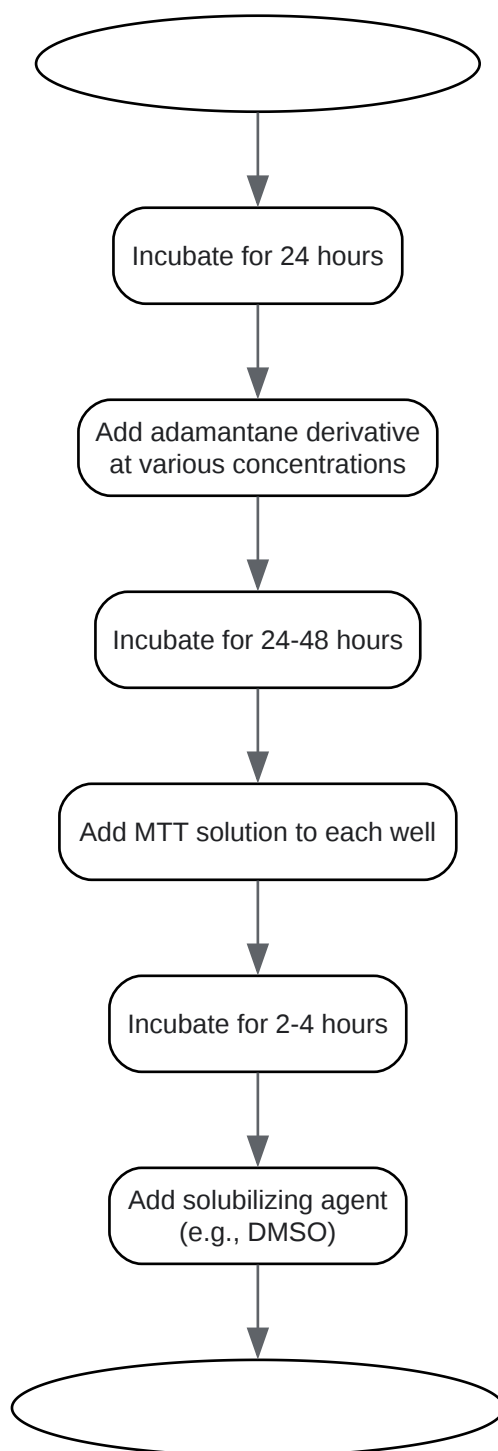 Incubate for 24 hours
Add adamantane derivative
at various concentrations
Incubate for 24-48 hours
Add MTT solution to each well
Incubate for 2-4 hours
Add solubilizing agent
(e.g., DMSO)